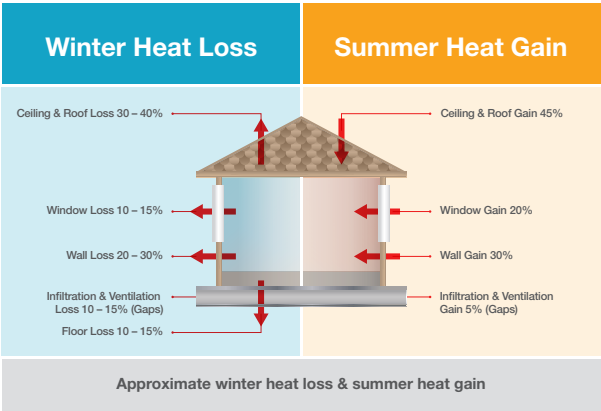 Winter Heat Loss
Summer Heat Gain
Ceiling & Roof Loss 30 – 40%
Ceiling & Roof Gain 45%
Window Loss 10 – 15%
Window Gain 20%
Wall Loss 20 – 30%
Wall Gain 30%
Infiltration & Ventilation
Loss 10 – 15% (Gaps)
Infiltration & Ventilation
Gain 5% (Gaps)
Floor Loss 10 – 15%
Approximate winter heat loss & summer heat gain